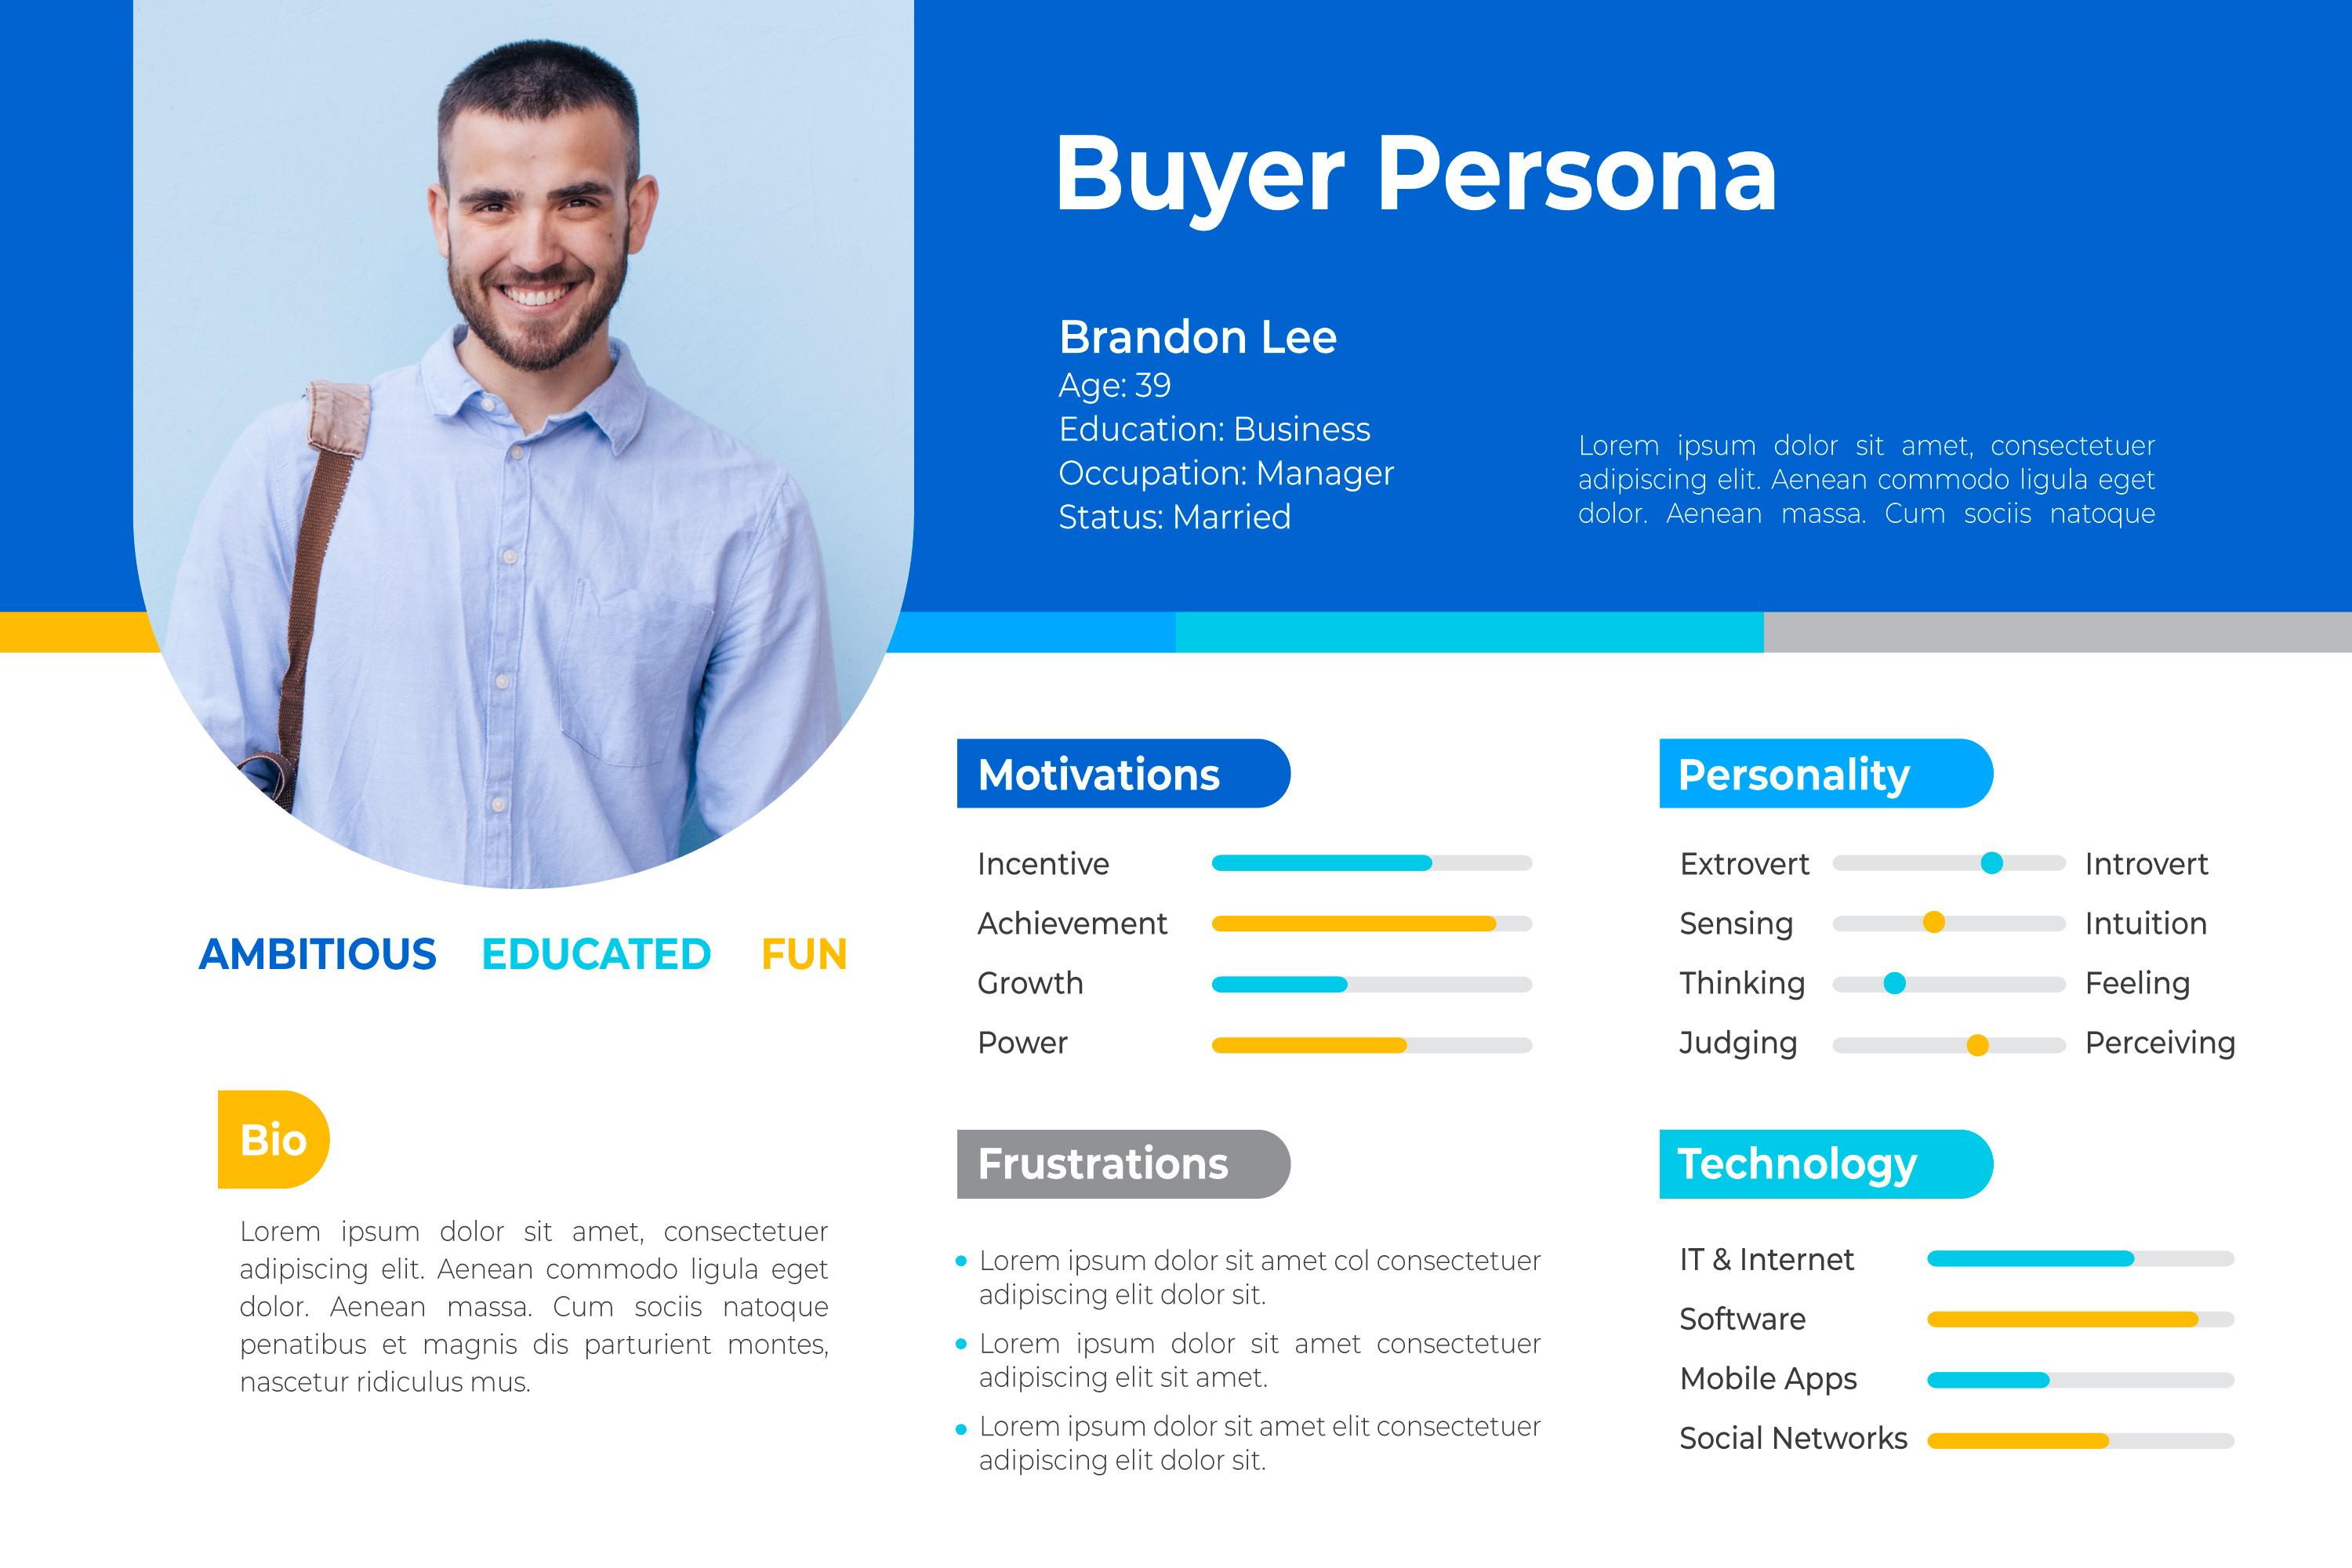 Buyer Persona
Brandon Lee
Age: 39
Education: Business
Occupation: Manager
Status: Married
Lorem ipsum dolor sit amet, consectetuer
adipiscing elit. Aenean commodo ligula eget
dolor. Aenean massa. Cum sociis natoque
AMBITIOUS EDUCATED FUN
Bio
Lorem ipsum dolor sit amet, consectetuer
adipiscing elit. Aenean commodo ligula eget
dolor. Aenean massa. Cum sociis natoque
penatibus et magnis dis parturient montes,
nascetur ridiculus mus.
Motivations
Incentive
Achievement
Growth
Power
Personality
Extrovert Introvert
Sensing Intuition
Thinking Feeling
Judging Perceiving
Frustrations
Lorem ipsum dolor sit amet col consectetuer
adipiscing elit dolor sit.
Lorem ipsum dolor sit amet consectetuer
adipiscing elit sit amet.
Lorem ipsum dolor sit amet elit consectetuer
adipiscing elit dolor sit.
Technology
IT & Internet
Software
Mobile Apps
Social Networks